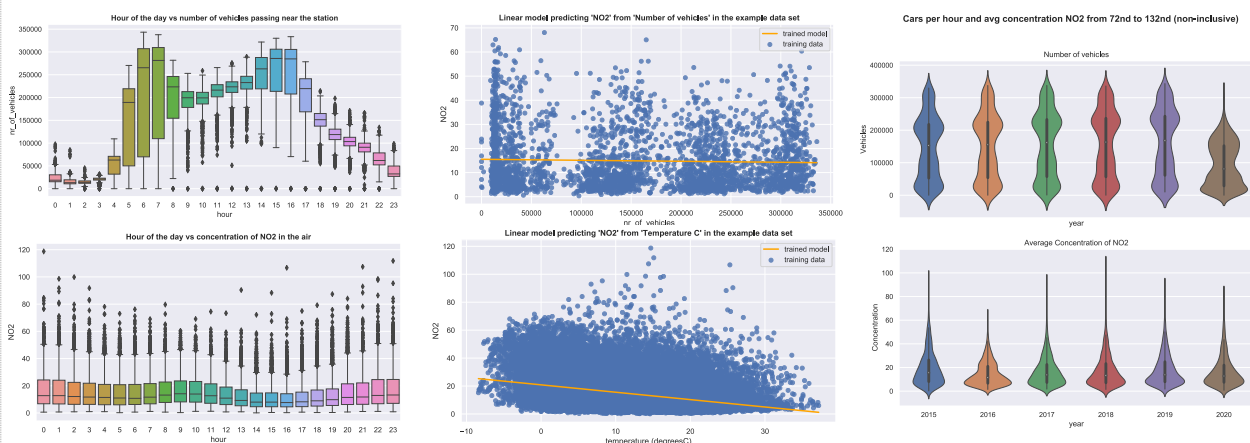 Hour of the day vs number of vehicles passing near the station
350000
300000
250000
200000
150000
100000
50000
0
nr_of_vehicles
0 1 2 3 4 5 6 7 8 9 10 11 12 13 14 15 16 17 18 19 20 21 22 23
hour
Linear model predicting 'NO2' from 'Number of vehicles' in the example data set
trained model
training data
70
60
50
40
30
20
10
0
NO2
0 50000 100000 150000 200000 250000 300000 350000
nr_of_vehicles
Cars per hour and avg concentration NO2 from 72nd to 132nd (non-inclusive)
Number of vehicles
400000
300000
200000
100000
0
Vehicles
year
Hour of the day vs concentration of NO2 in the air
120
100
80
60
40
20
0
NO2
0 1 2 3 4 5 6 7 8 9 10 11 12 13 14 15 16 17 18 19 20 21 22 23
hour
Linear model predicting 'NO2' from 'Temperature C' in the example data set
trained model
training data
120
100
80
60
40
20
0
NO2
−10 0 10 20 30
temperature (degreesC)
Average Concentration of NO2
120
100
80
60
40
20
0
Concentration
2015 2016 2017 2018 2019 2020
year